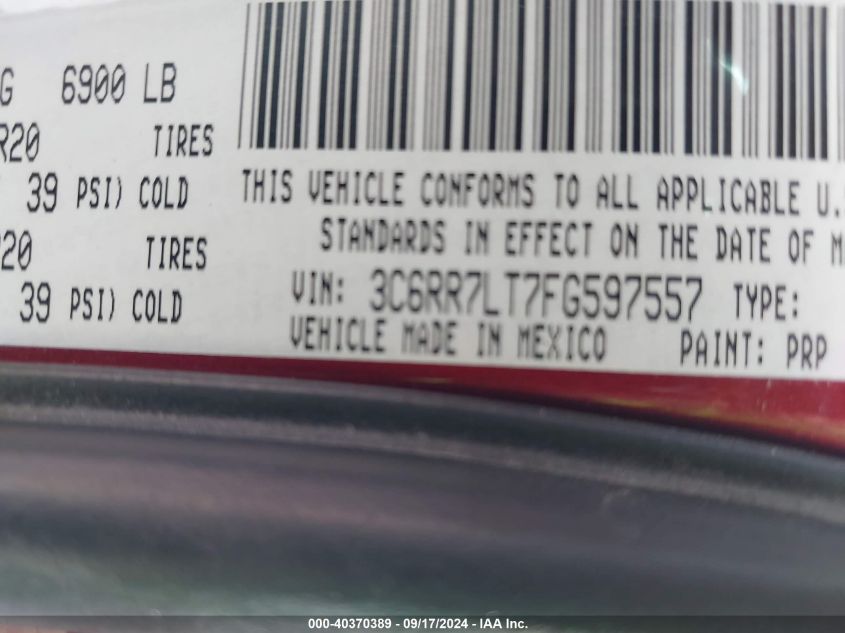 G 6900 LB
R20 TIRES
39 PSI) COLD
20 TIRES
39 PSI) COLD
THIS VEHICLE CONFORMS TO ALL APPLICABLE U.
STANDARDS IN EFFECT ON THE DATE OF M
VIN: 3C6RR7LT7FG597557 TYPE:
VEHICLE MADE IN MEXICO PAINT: PRP
000-40370389 - 09/17/2024 - IAA Inc.